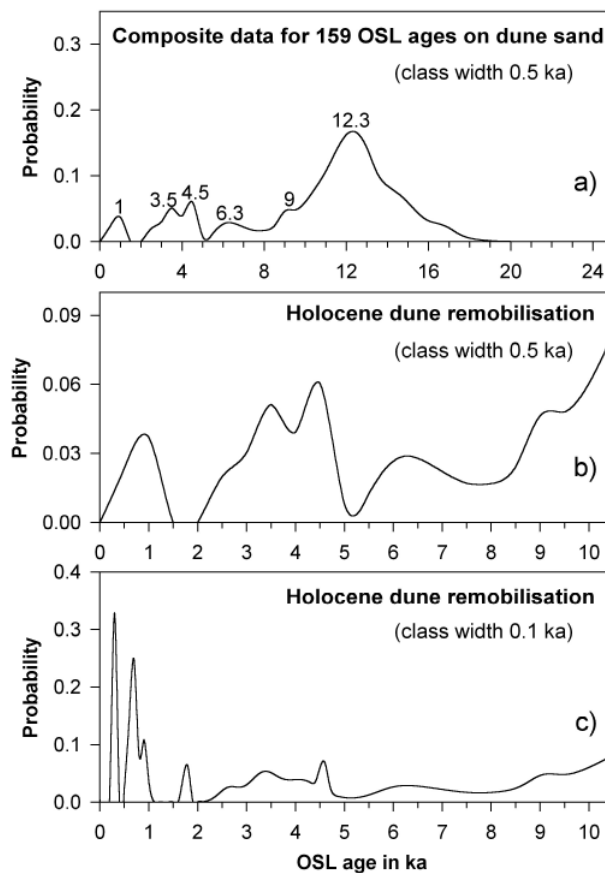 Composite data for 159 OSL ages on dune sand
(class width 0.5 ka)
Probability
0.3
0.2
0.1
0.0
1
3.5
4.5
6.3
9
12.3
a)
0 4 8 12 16 20 24
Holocene dune remobilisation
(class width 0.5 ka)
Probability
0.09
0.06
0.03
0.00
b)
0 1 2 3 4 5 6 7 8 9 10
Holocene dune remobilisation
(class width 0.1 ka)
Probability
0.4
0.3
0.2
0.1
0.0
c)
0 1 2 3 4 5 6 7 8 9 10
OSL age in ka